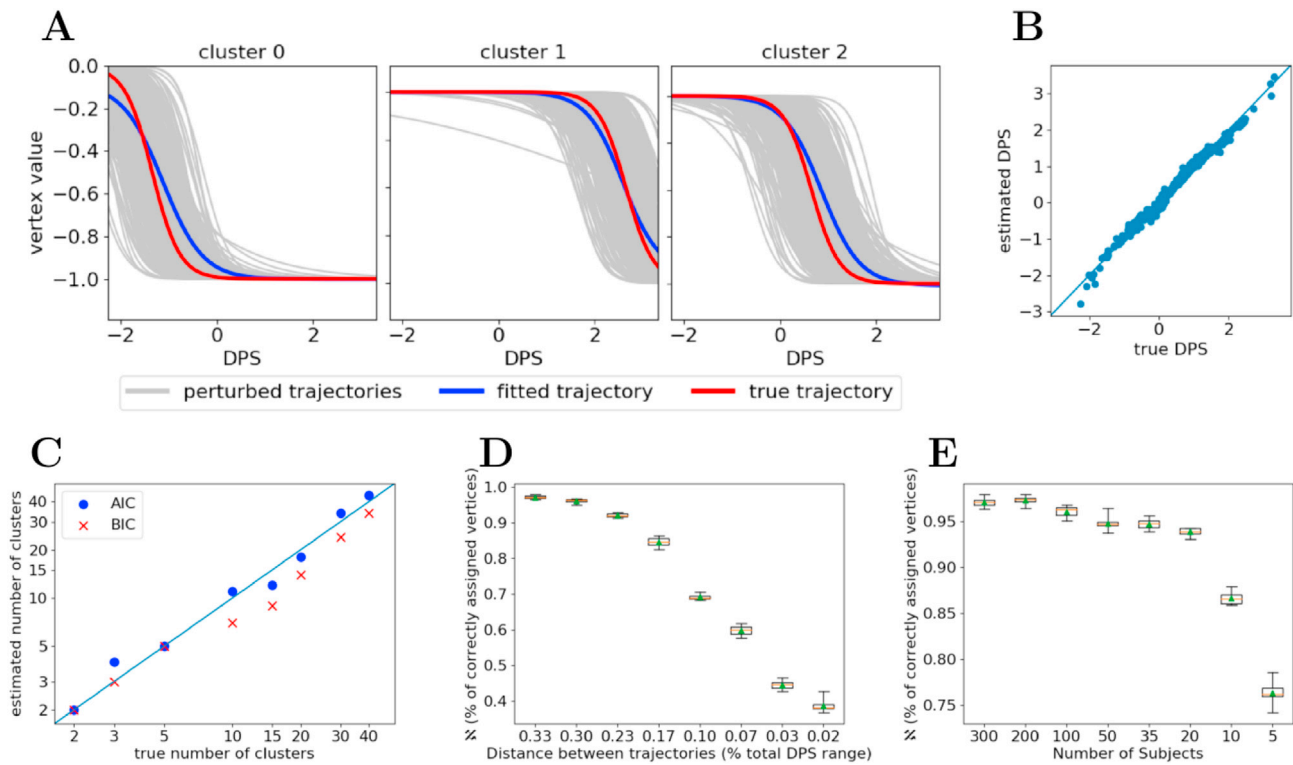 A
B
cluster 0
cluster 1
cluster 2
0.0
−0.2
−0.4
−0.6
−0.8
−1.0
vertex value
−2 0 2
−2 0 2
−2 0 2
DPS
DPS
DPS
perturbed trajectories
fitted trajectory
true trajectory
3
2
1
0
−1
−2
−3
estimated DPS
−2 0 2
true DPS
C
D
E
AIC
BIC
40
30
20
15
10
5
3
2
estimated number of clusters
2 3 5 10 15 20 30 40
true number of clusters
1.0
0.9
0.8
0.7
0.6
0.5
0.4
ℵ (% of correctly assigned vertices)
0.33 0.30 0.23 0.17 0.10 0.07 0.03 0.02
Distance between trajectories (% total DPS range)
0.95
0.90
0.85
0.80
0.75
ℵ (% of correctly assigned vertices)
300 200 100 50 35 20 10 5
Number of Subjects